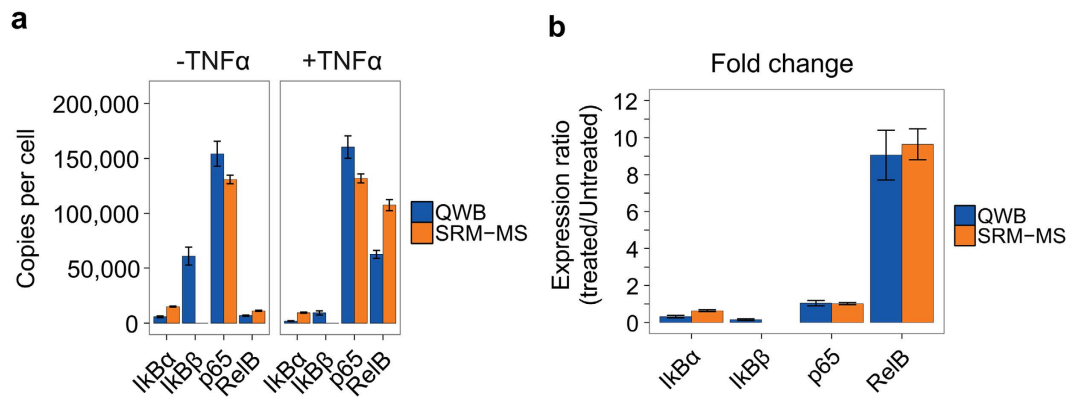 a
-TNFα
+TNFα
Copies per cell
200,000
150,000
100,000
50,000
0
IkBα
IkBβ
p65
RelB
IkBα
IkBβ
p65
RelB
QWB
SRM-MS
b
Fold change
Expression ratio
(treated/Untreated)
12
10
8
6
4
2
0
IkBα
IkBβ
p65
RelB
QWB
SRM-MS